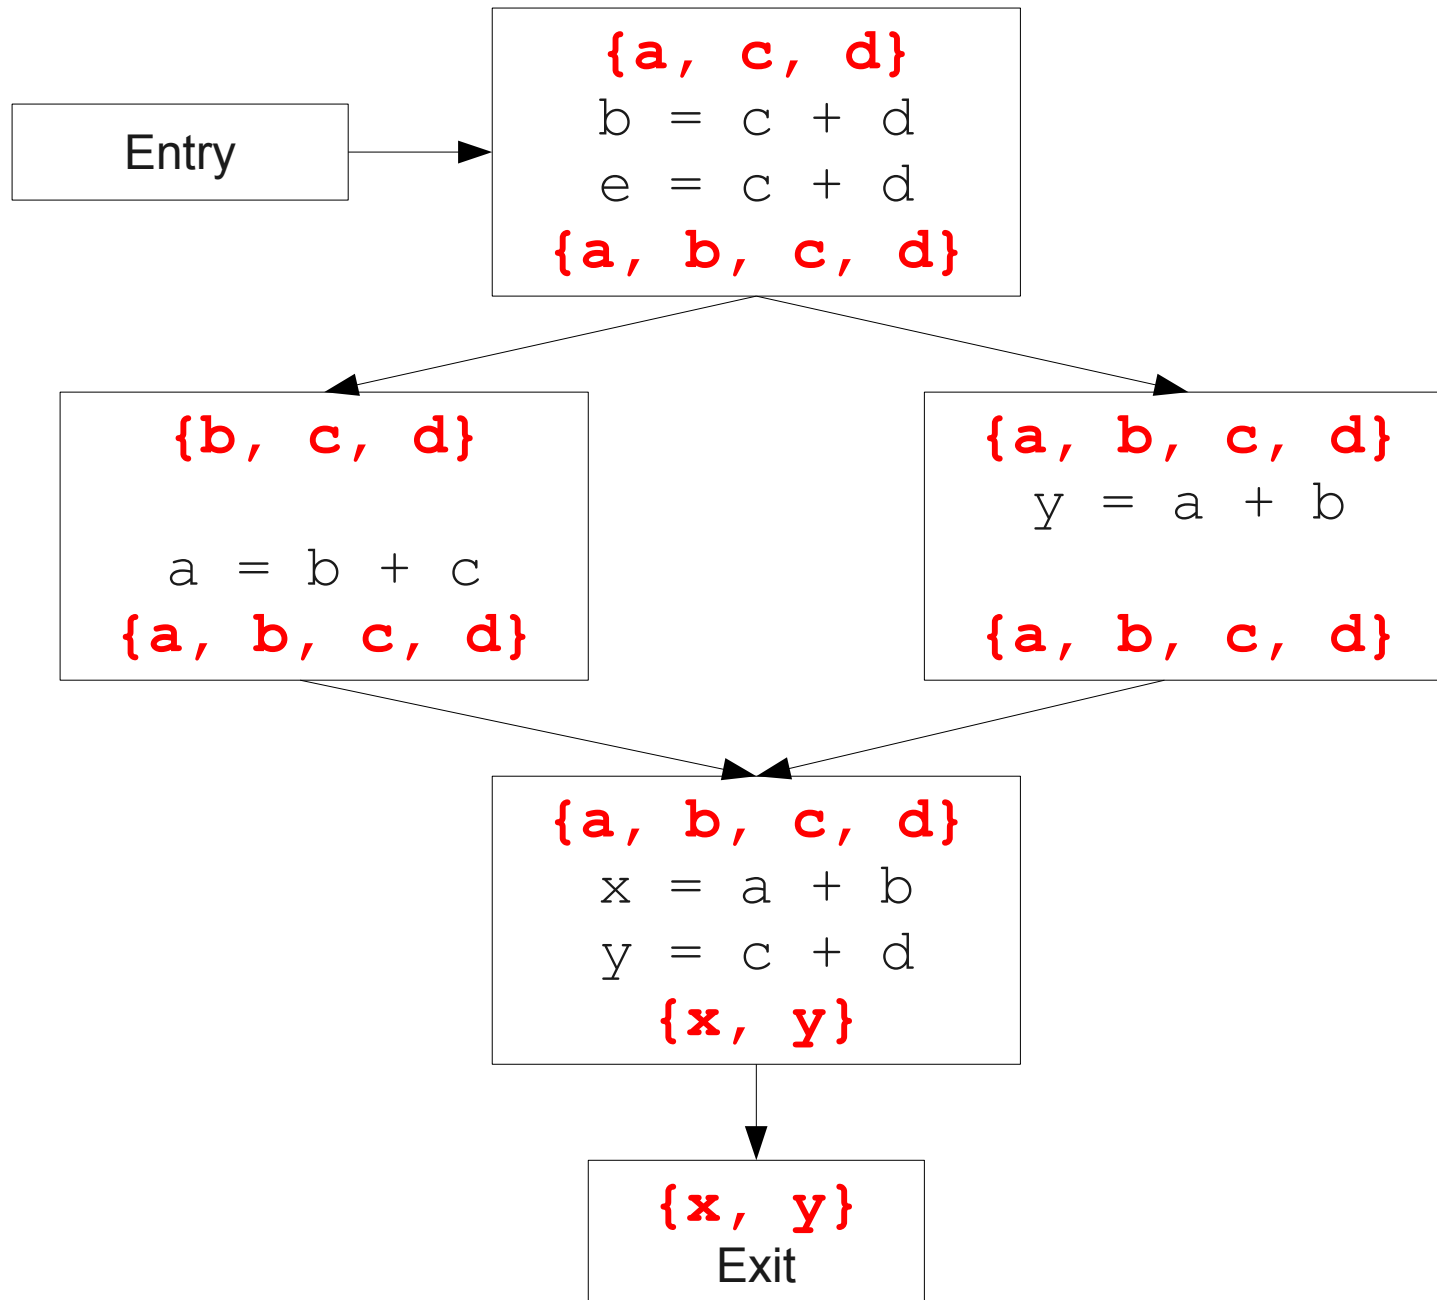 Entry
{a, c, d}
b = c + d
e = c + d
{a, b, c, d}
{b, c, d}
a = b + c
{a, b, c, d}
{a, b, c, d}
y = a + b
{a, b, c, d}
{a, b, c, d}
x = a + b
y = c + d
{x, y}
{x, y}
Exit